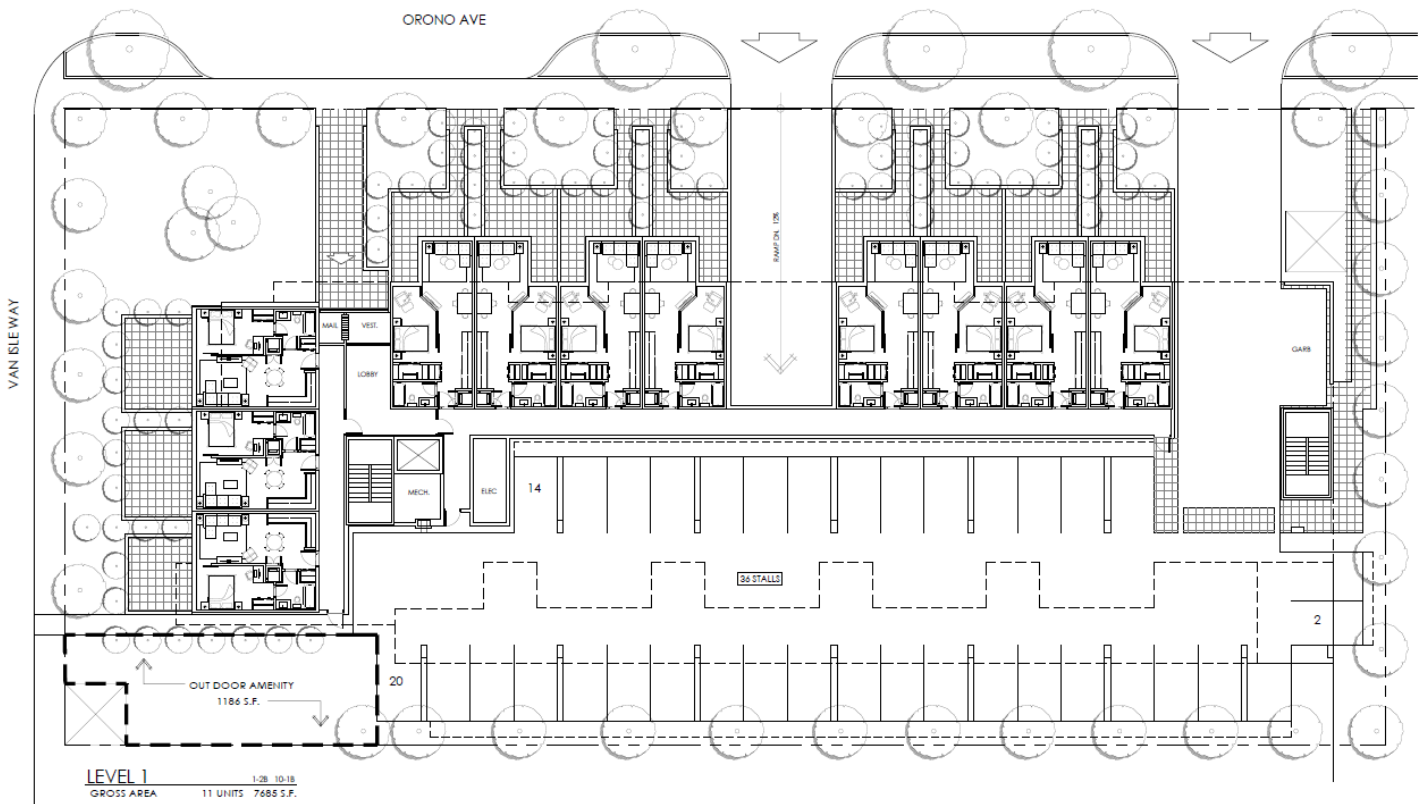 ORONO AVE
VAN ISLE WAY
RAMP DN. 12%
MAIL
VEST.
LOBBY
GARB
MECH.
ELEC
14
36 STALLS
2
20
OUT DOOR AMENITY
1186 S.F.
LEVEL 1 1-2B 10-1B
GROSS AREA 11 UNITS 7685 S.F.